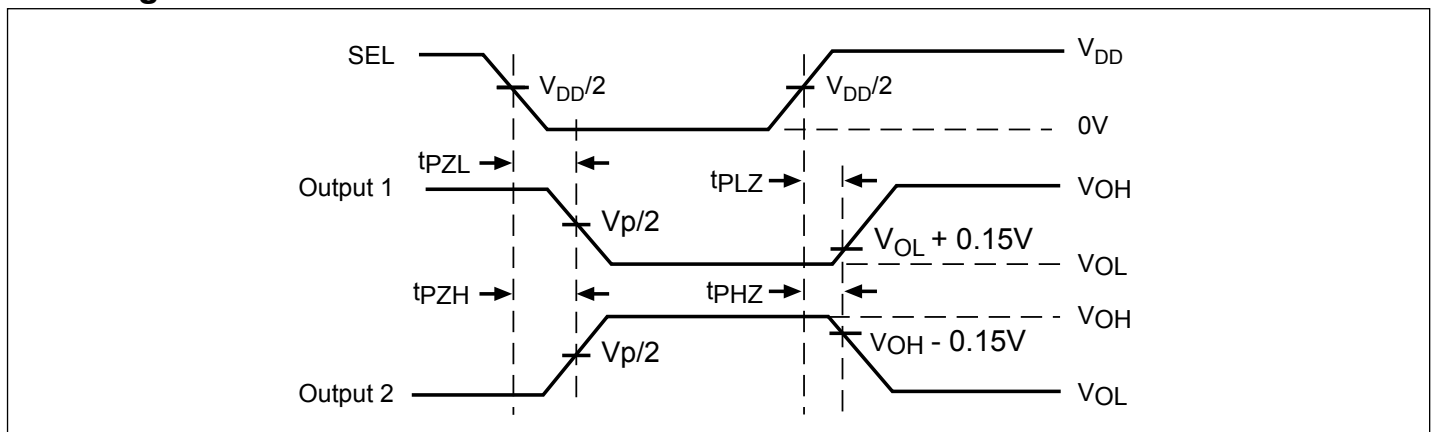 SEL
VDD/2
VDD/2
VDD
0V
tPZL
tPLZ
Output 1
VOH
Vp/2
VOL + 0.15V
VOL
tPZH
tPHZ
VOH
Vp/2
VOH - 0.15V
Output 2
VOL